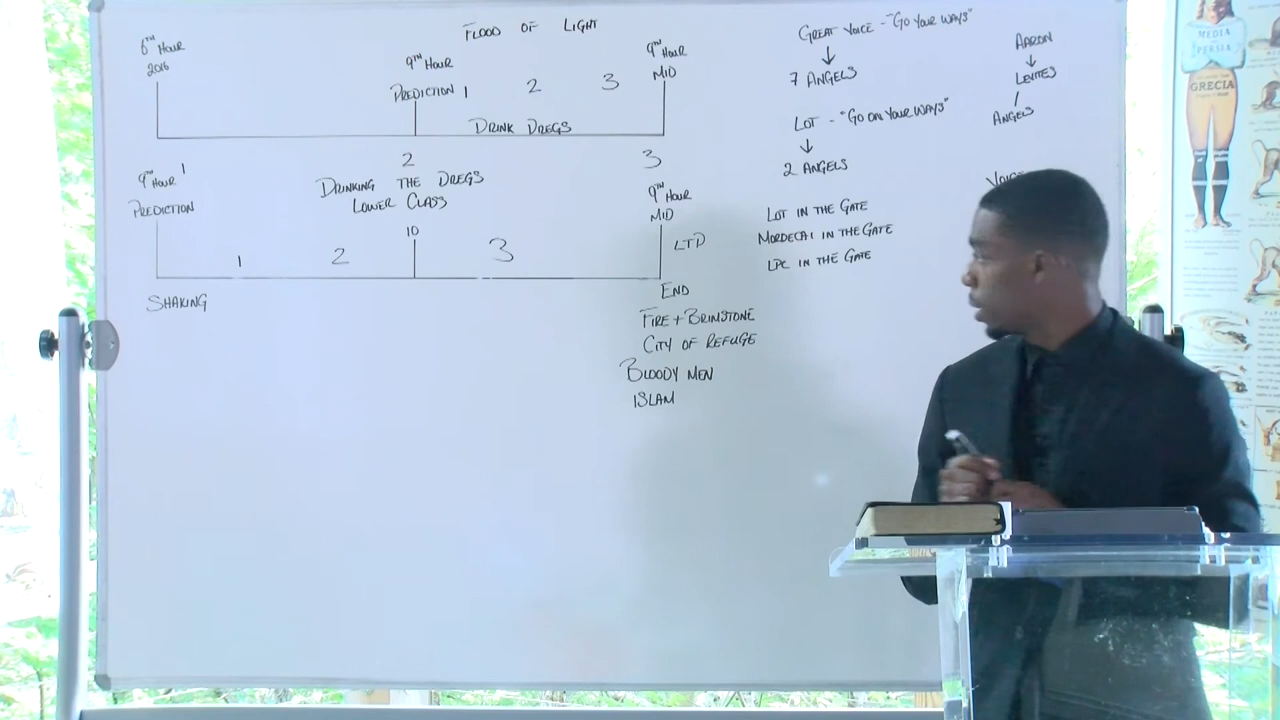 FLOOD OF LIGHT
6TH HOUR
2016
9TH HOUR
PREDICTION 1 2 3
9TH HOUR
MID
DRINK DREGS
1 2 3
9TH HOUR
PREDICTION
DRINKING THE DREGS
LOWER CLASS
10
9TH HOUR
MID
1 2 3
LTD
SHAKING
END
FIRE + BRIMSTONE
CITY OF REFUGE
BLOODY MEN
ISLAM
GREAT VOICE - "GO YOUR WAYS"
7 ANGELS
LOT - "GO ON YOUR WAYS"
2 ANGELS
LOT IN THE GATE
MORDECAI IN THE GATE
LPC IN THE GATE
AARON
LEVITES
ANGELS
MEDIA
PERSIA
GRECIA